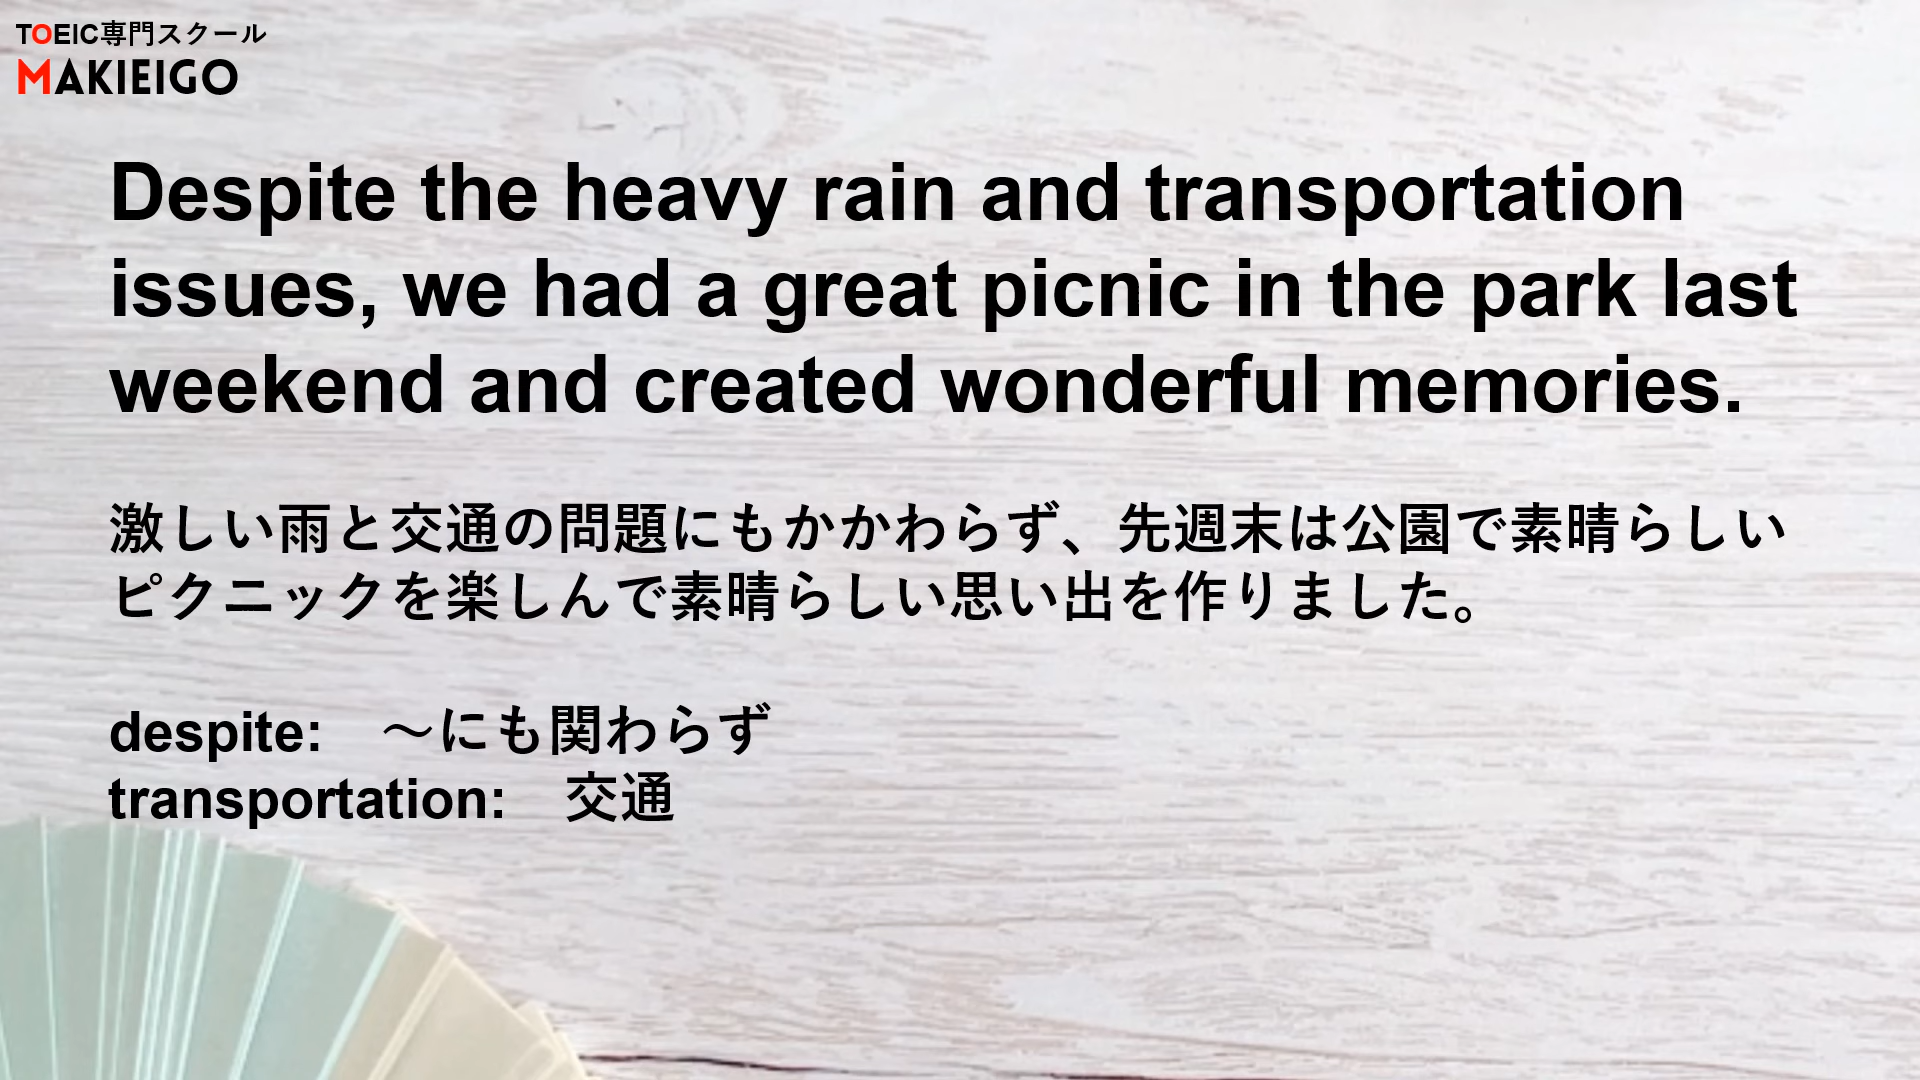 TOEIC専門スクール
MAKIEIGO
Despite the heavy rain and transportation
issues, we had a great picnic in the park last
weekend and created wonderful memories.
激しい雨と交通の問題にもかかわらず、先週末は公園で素晴らしい
ピクニックを楽しんで素晴らしい思い出を作りました。
despite:　～にも関わらず
transportation:　交通